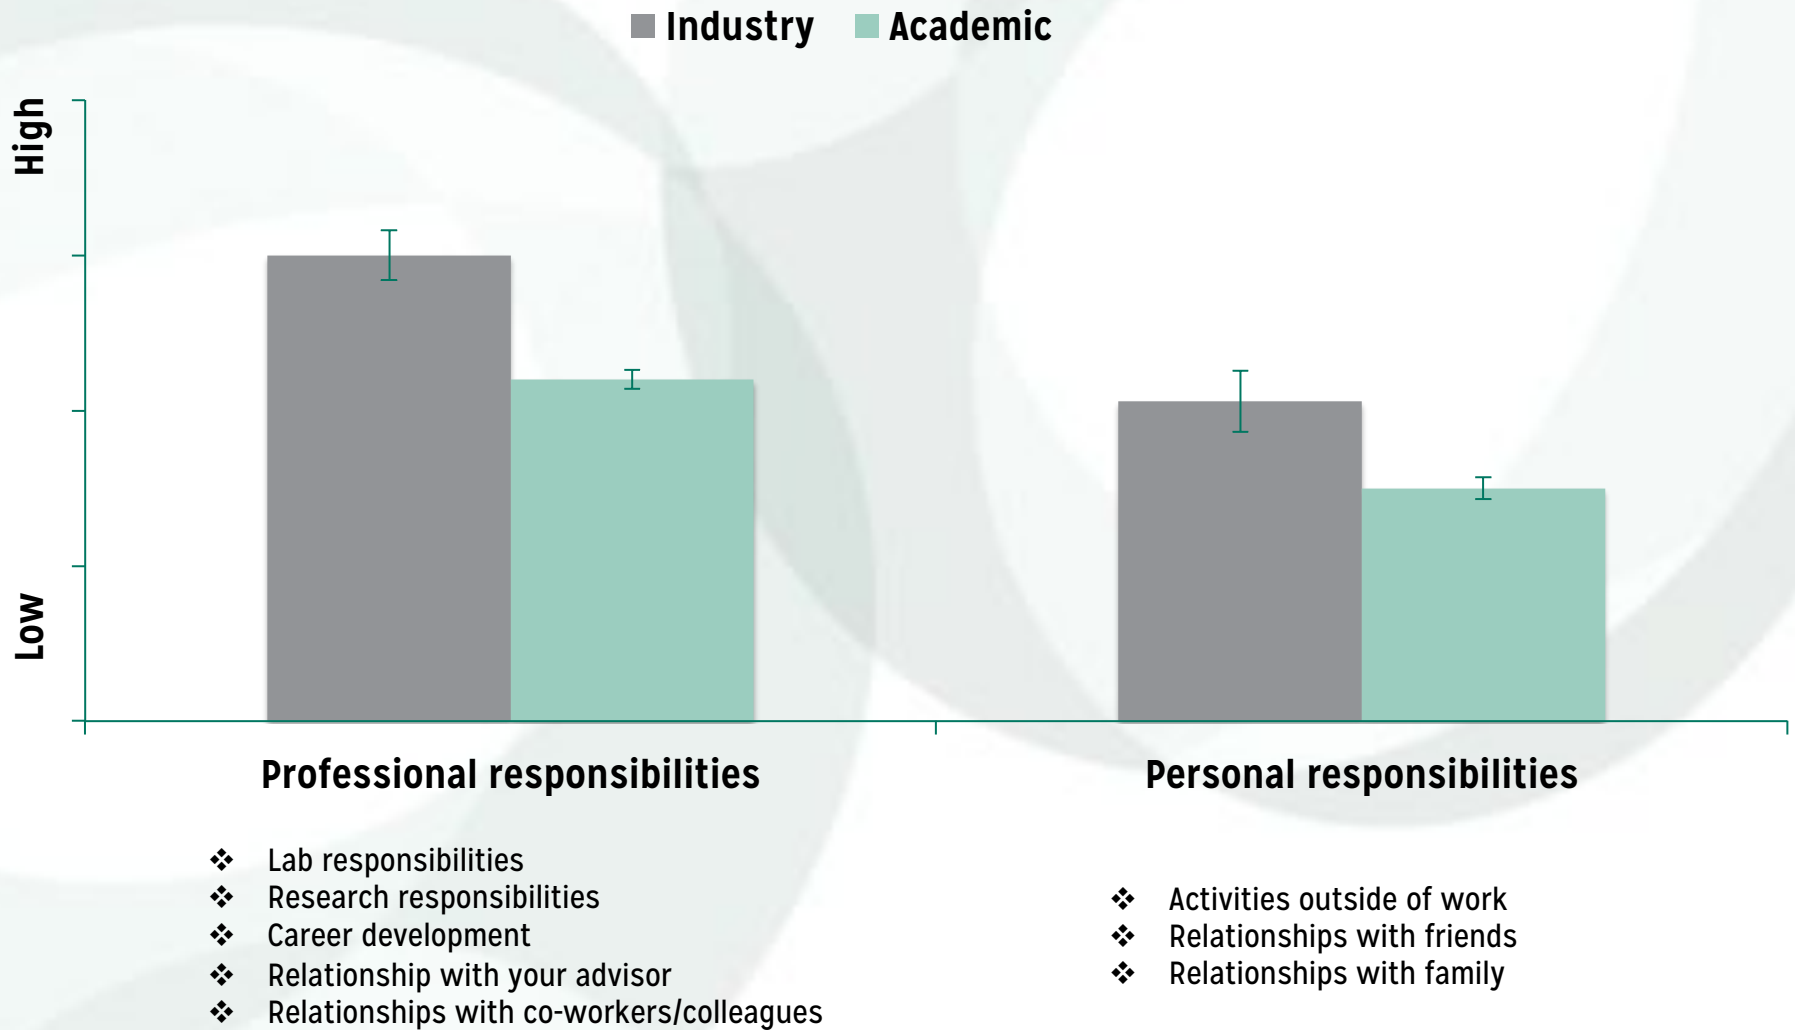 Industry Academic
High
Low
Professional responsibilities
❖ Lab responsibilities
❖ Research responsibilities
❖ Career development
❖ Relationship with your advisor
❖ Relationships with co-workers/colleagues
Personal responsibilities
❖ Activities outside of work
❖ Relationships with friends
❖ Relationships with family